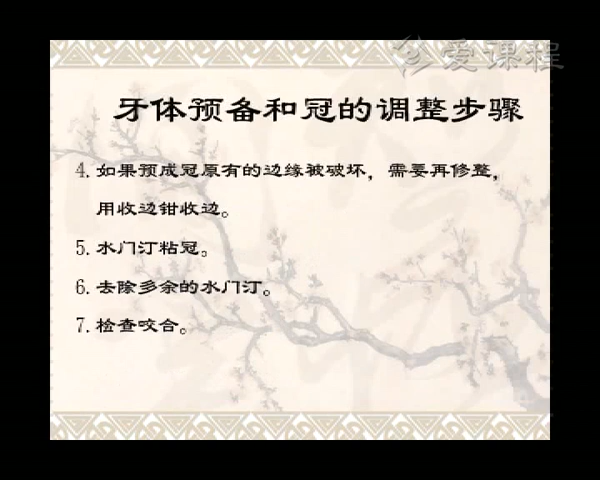 爱课程
牙体预备和冠的调整步骤
4. 如果预成冠原有的边缘被破坏，需要再修整，
用收边钳收边。
5. 水门汀粘冠。
6. 去除多余的水门汀。
7. 检查咬合。